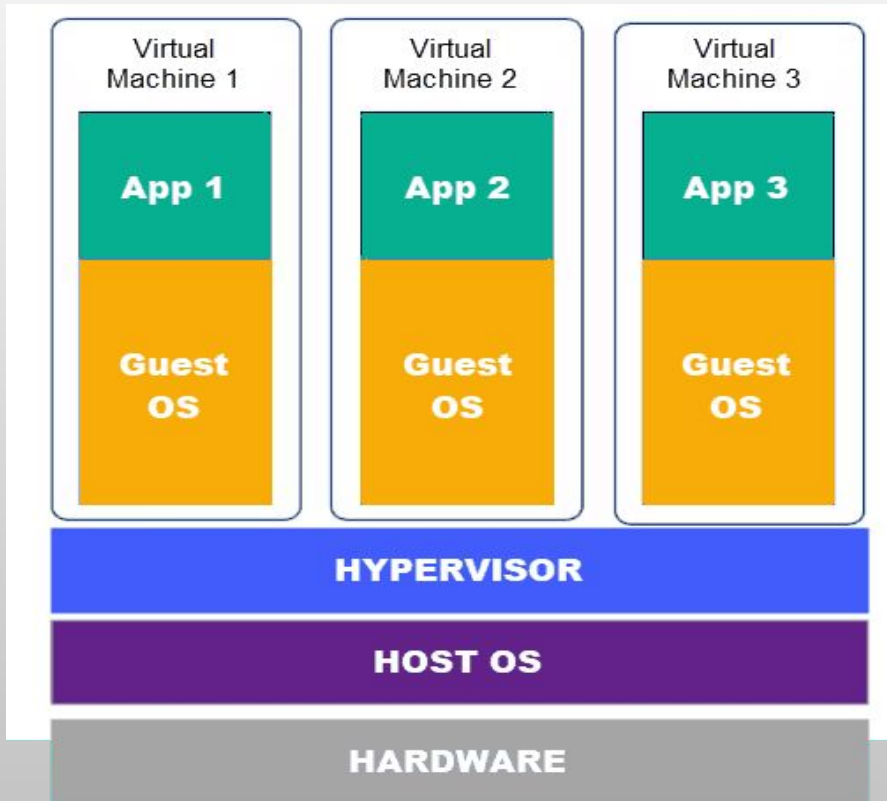 Virtual
Machine 1
Virtual
Machine 2
Virtual
Machine 3
App 1
App 2
App 3
Guest
OS
Guest
OS
Guest
OS
HYPERVISOR
HOST OS
HARDWARE